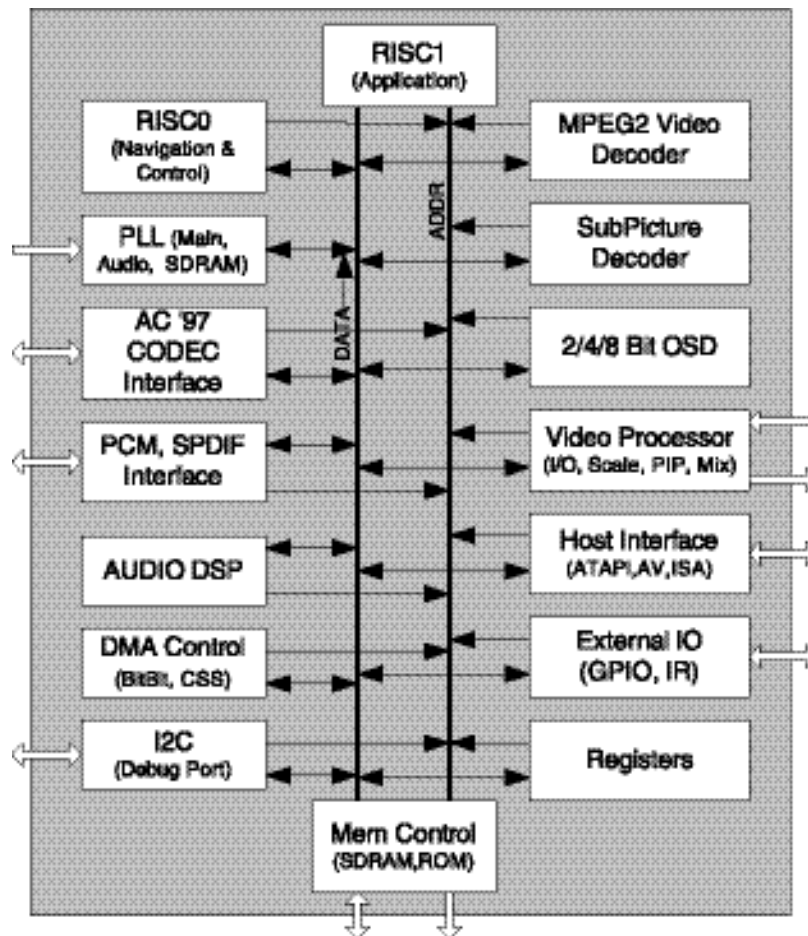 RISC1
(Application)
RISC0
(Navigation &
Control)
MPEG2 Video
Decoder
ADDR
PLL (Main,
Audio, SDRAM)
SubPicture
Decoder
DATA
AC '97
CODEC
Interface
2/4/8 Bit OSD
PCM, SPDIF
Interface
Video Processor
(I/O, Scale, PIP, Mix)
AUDIO DSP
Host Interface
(ATAPI,AV,ISA)
DMA Control
(BitBlt, CSS)
External IO
(GPIO, IR)
I2C
(Debug Port)
Registers
Mem Control
(SDRAM,ROM)